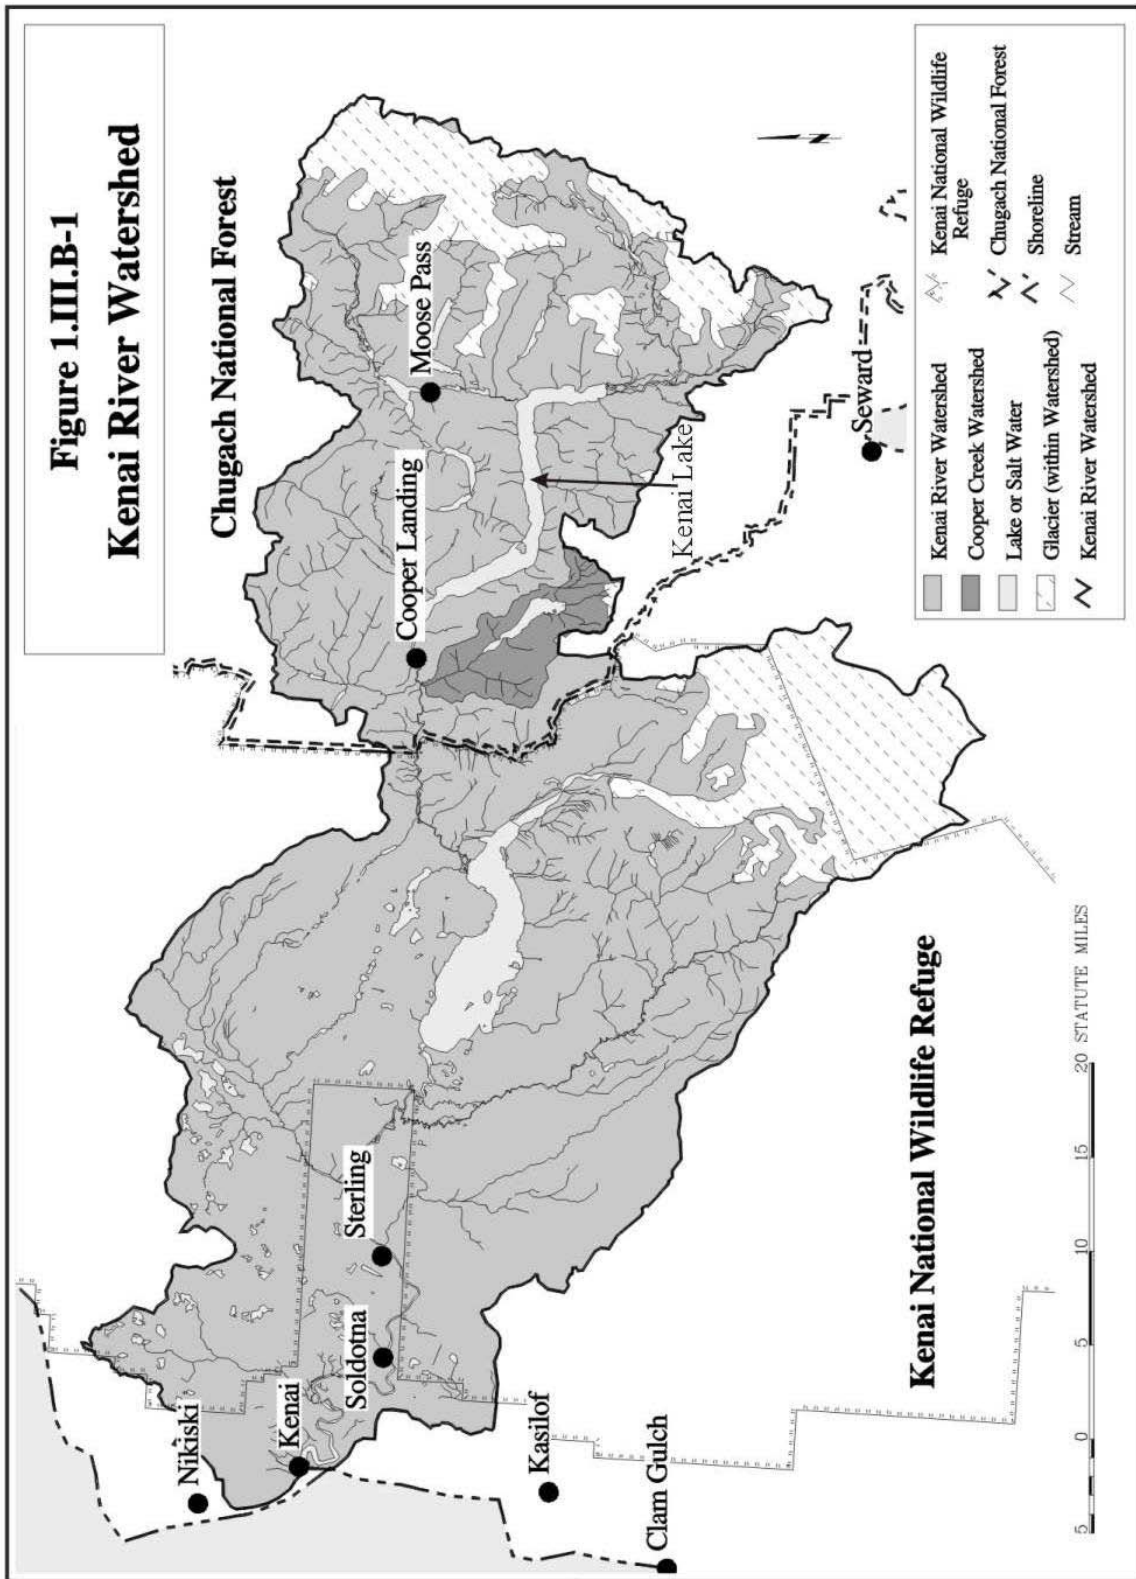 Figure 1.III.B-1
Kenai River Watershed
Chugach National Forest
Moose Pass
Cooper Landing
Kenai Lake
Seward
Nikiski
Kenai
Soldotna
Sterling
Kasilof
Clam Gulch
Kenai National Wildlife Refuge
N
5 0 5 10 15 20 STATUTE MILES
Kenai River Watershed
Cooper Creek Watershed
Lake or Salt Water
Glacier (within Watershed)
Kenai River Watershed
Kenai National Wildlife
Refuge
Chugach National Forest
Shoreline
Stream